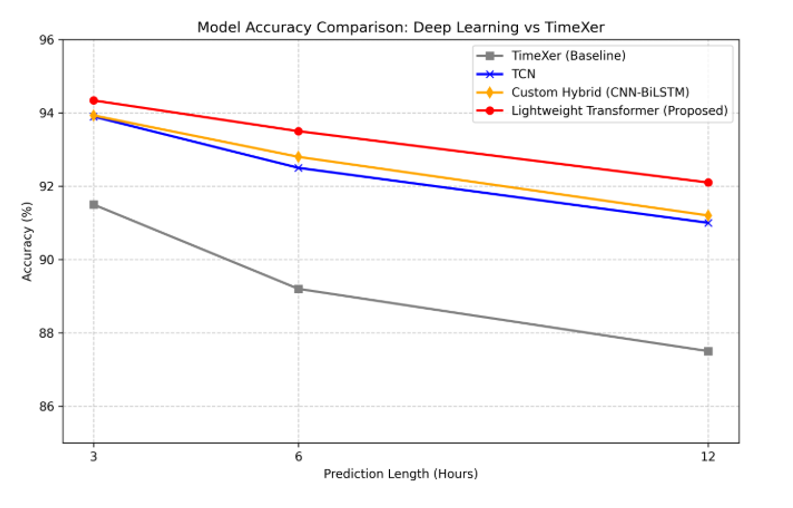 Model Accuracy Comparison: Deep Learning vs TimeXer
96
94
92
90
88
86
Accuracy (%)
TimeXer (Baseline)
TCN
Custom Hybrid (CNN-BiLSTM)
Lightweight Transformer (Proposed)
3 6 12
Prediction Length (Hours)